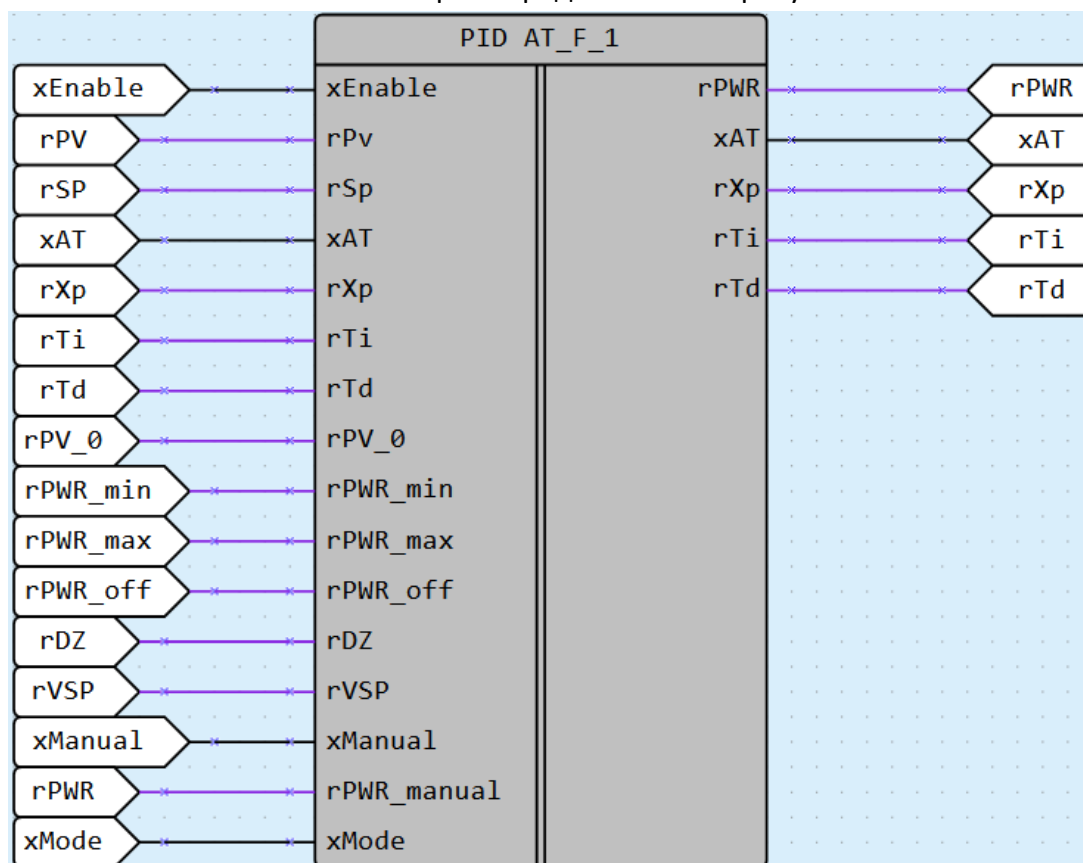 PID AT_F_1
xEnable xEnable rPWR rPWR
rPV rPv xAT xAT
rSP rSp rXp rXp
xAT xAT rTi rTi
rXp rXp rTd rTd
rTi rTi
rTd rTd
rPV_0 rPV_0
rPWR_min rPWR_min
rPWR_max rPWR_max
rPWR_off rPWR_off
rDZ rDZ
rVSP rVSP
xManual xManual
rPWR rPWR_manual
xMode xMode